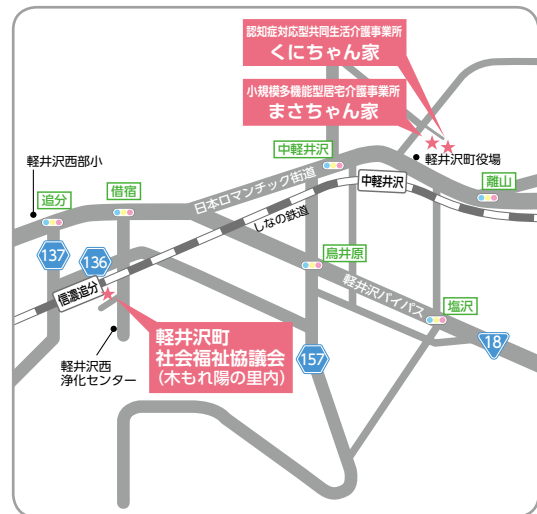 認知症対応型共同生活介護事業所
くにちゃん家
小規模多機能型居宅介護事業所
まさちゃん家
中軽井沢
軽井沢町役場
軽井沢西部小
借宿
追分
日本ロマンチック街道
中軽井沢
離山
しなの鉄道
137
136
鳥井原
軽井沢バイパス
信濃追分
塩沢
軽井沢町
社会福祉協議会
(木もれ陽の里内)
157
18
軽井沢西
浄化センター